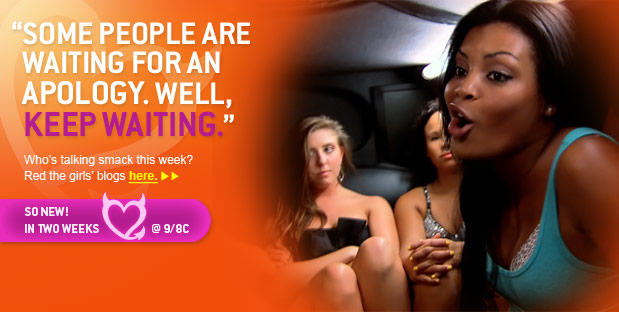 “SOME PEOPLE ARE
WAITING FOR AN
APOLOGY. WELL,
KEEP WAITING.”
Who's talking smack this week?
Red the girls' blogs here.
SO NEW!
IN TWO WEEKS @ 9/8C